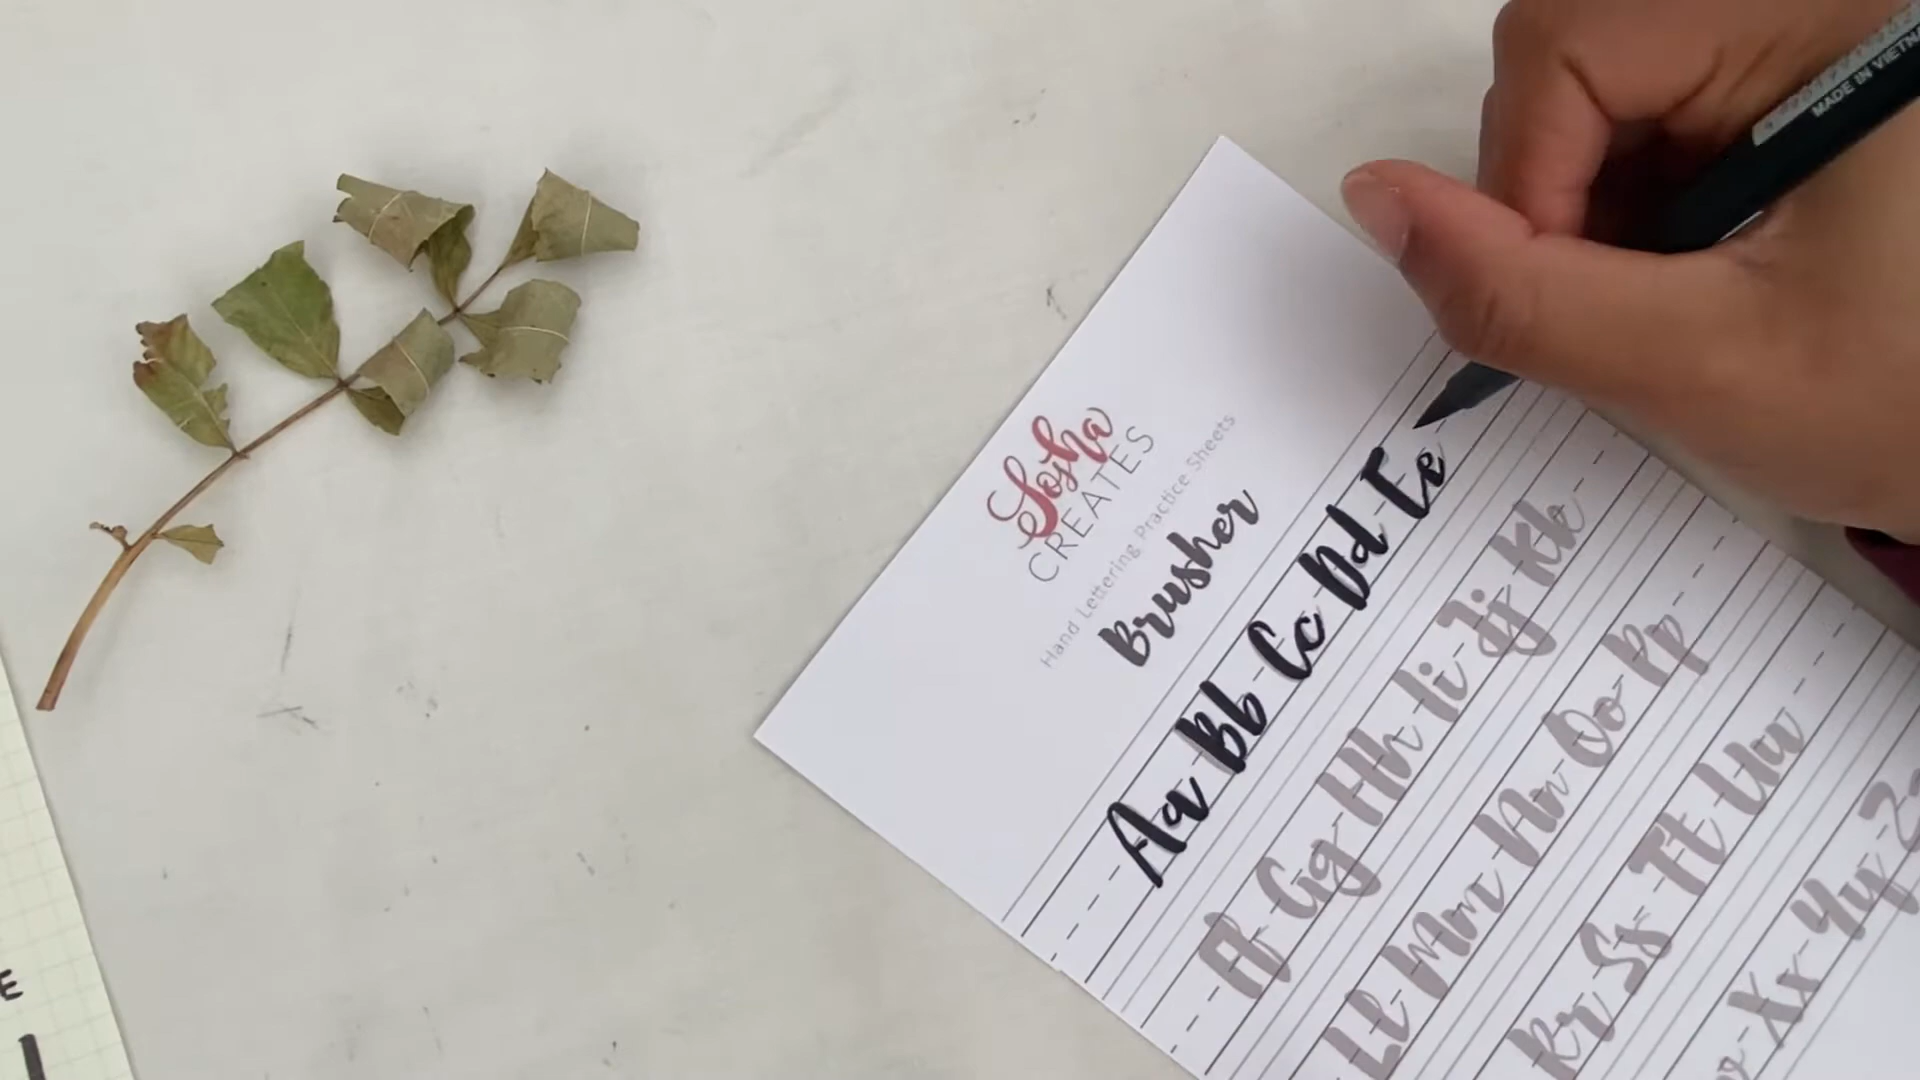 Sosha
CREATES
Hand Lettering Practice Sheets
Brusher
Aa Bb Cc Dd Ee
Ff Gg Hh Ii Jj Kk
Ll Mm Nn Oo Pp
Rr Ss Tt Uu
Xx Yy
MADE IN VIETNA
E